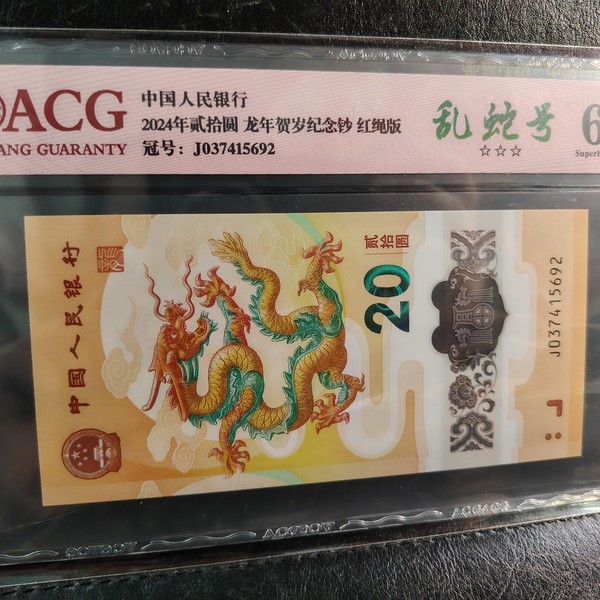 ACG
ANG GUARANTY
中国人民银行
2024年贰拾圆 龙年贺岁纪念钞 红绳版
冠号：J037415692
乱蛇号
☆☆☆
6
Superb
中国人民银行
贰拾圆
20
J037415692